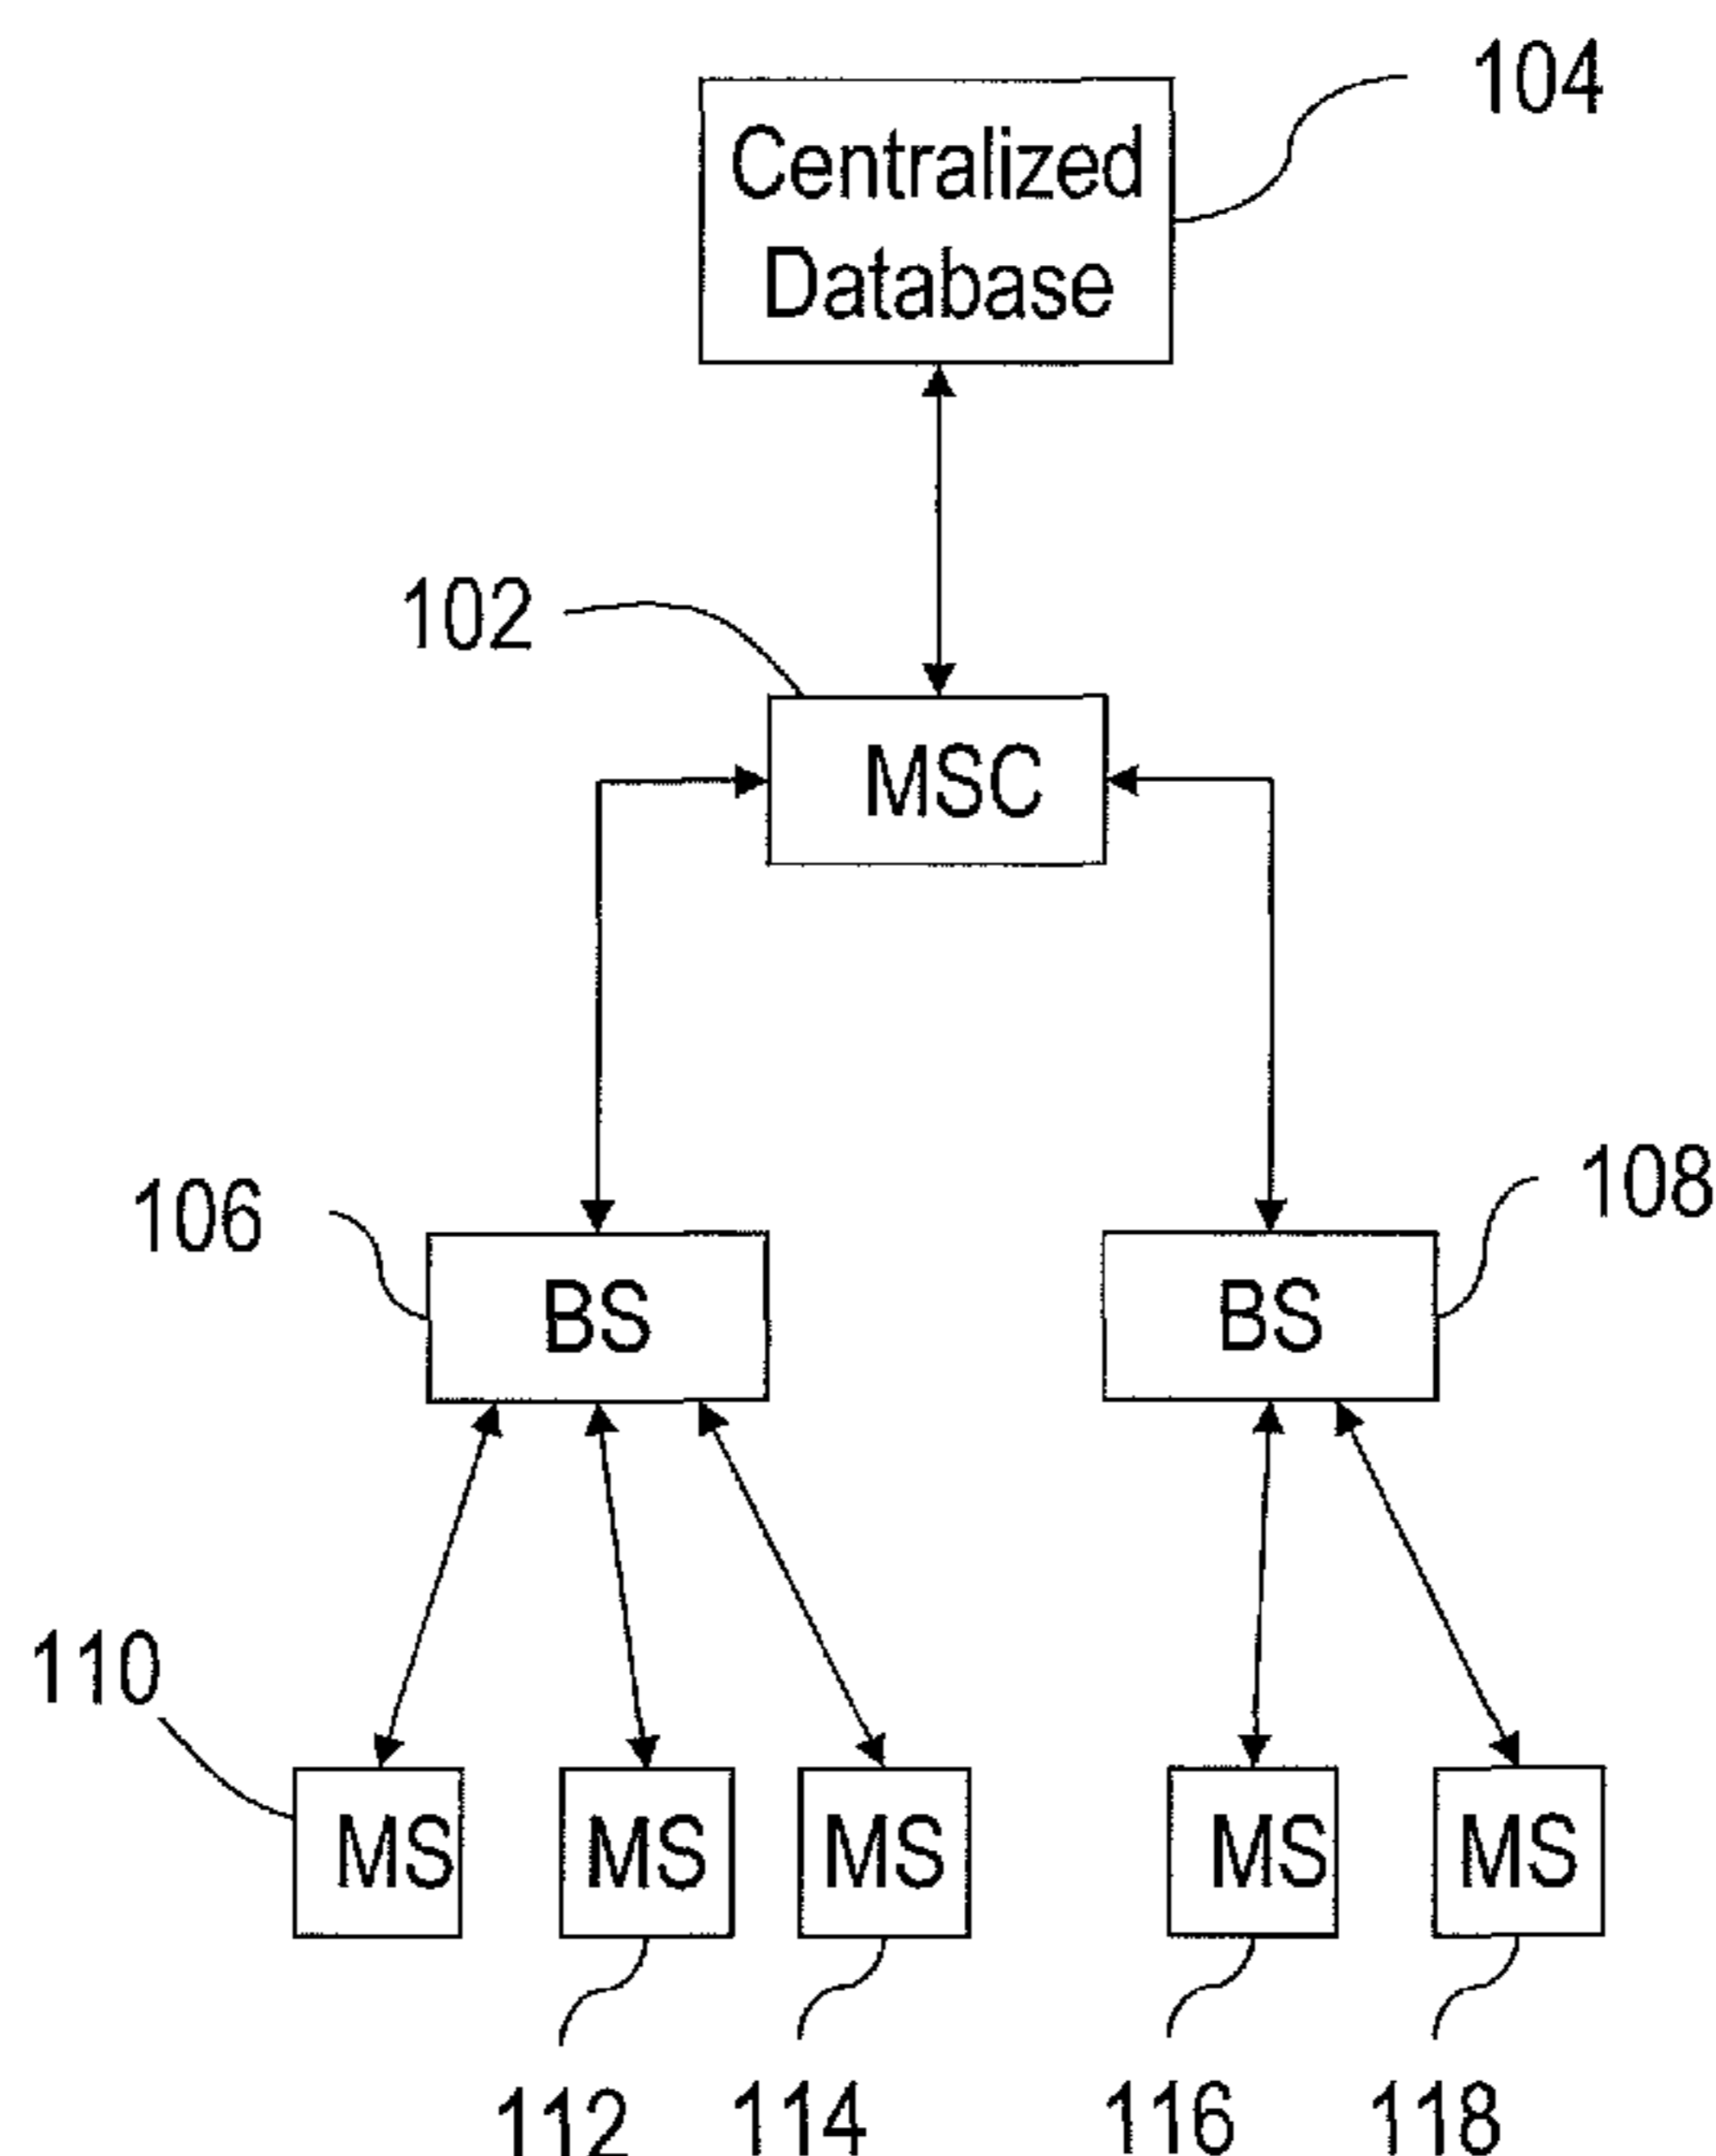 104
Centralized
Database
102
MSC
106
108
BS
BS
110
MS
MS
MS
MS
MS
112
114
116
118